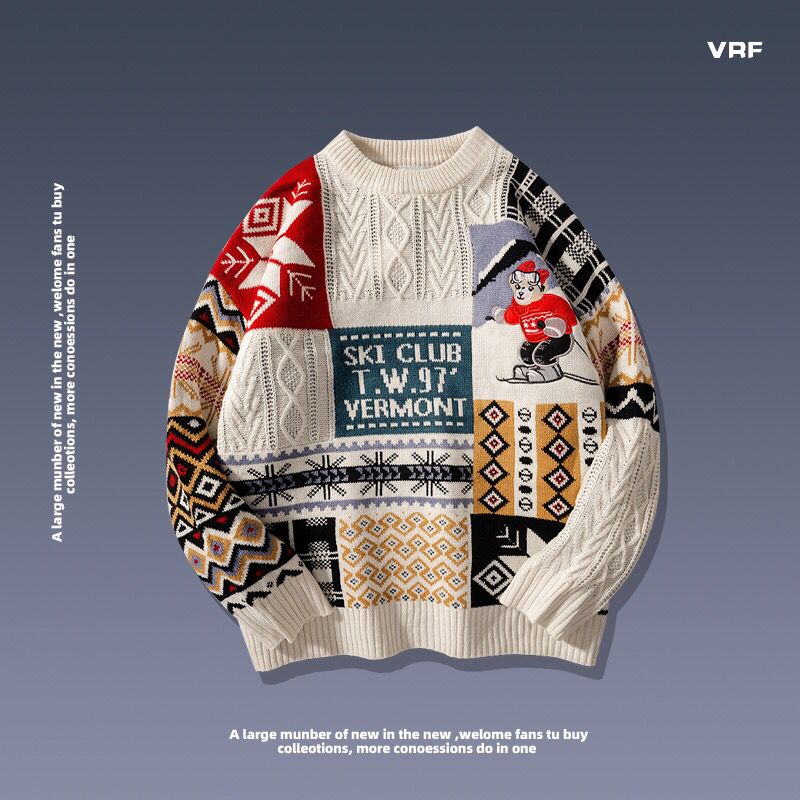 VRF
SKI CLUB
T.W.97'
VERMONT
A large munber of new in the new ,welome fans tu buy
colleotions, more conoessions do in one
A large munber of new in the new ,welome fans tu buy
colleotions, more conoessions do in one